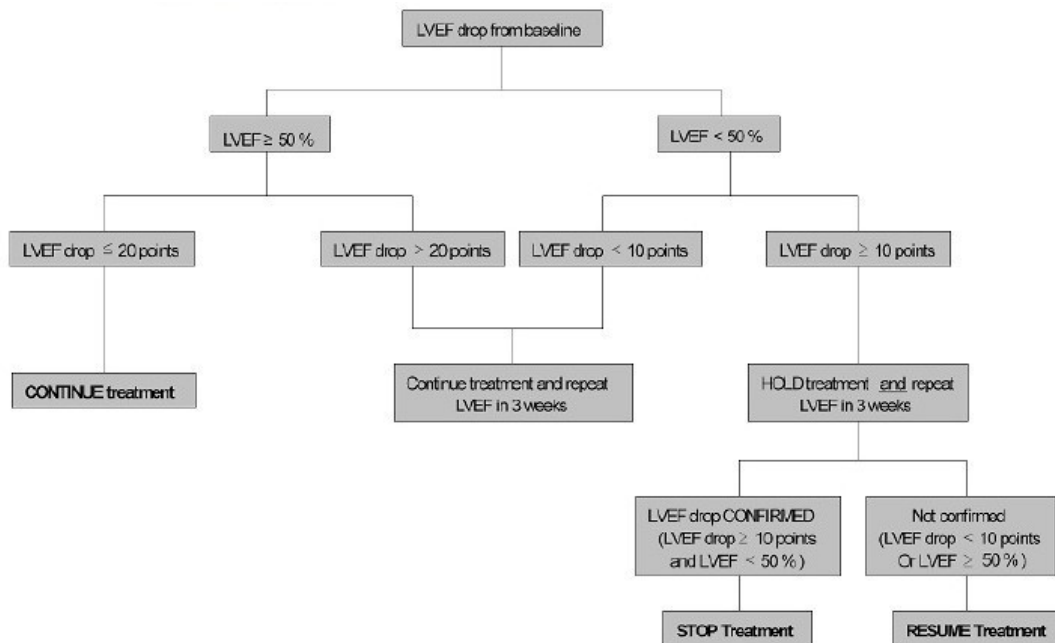 LVEF drop from baseline
LVEF ≥ 50 %
LVEF < 50 %
LVEF drop ≤ 20 points
LVEF drop > 20 points
LVEF drop < 10 points
LVEF drop ≥ 10 points
CONTINUE treatment
Continue treatment and repeat
LVEF in 3 weeks
HOLD treatment and repeat
LVEF in 3 weeks
LVEF drop CONFIRMED
(LVEF drop ≥ 10 points
and LVEF < 50 %)
Not confirmed
(LVEF drop < 10 points
Or LVEF ≥ 50 %)
STOP Treatment
RESUME Treatment